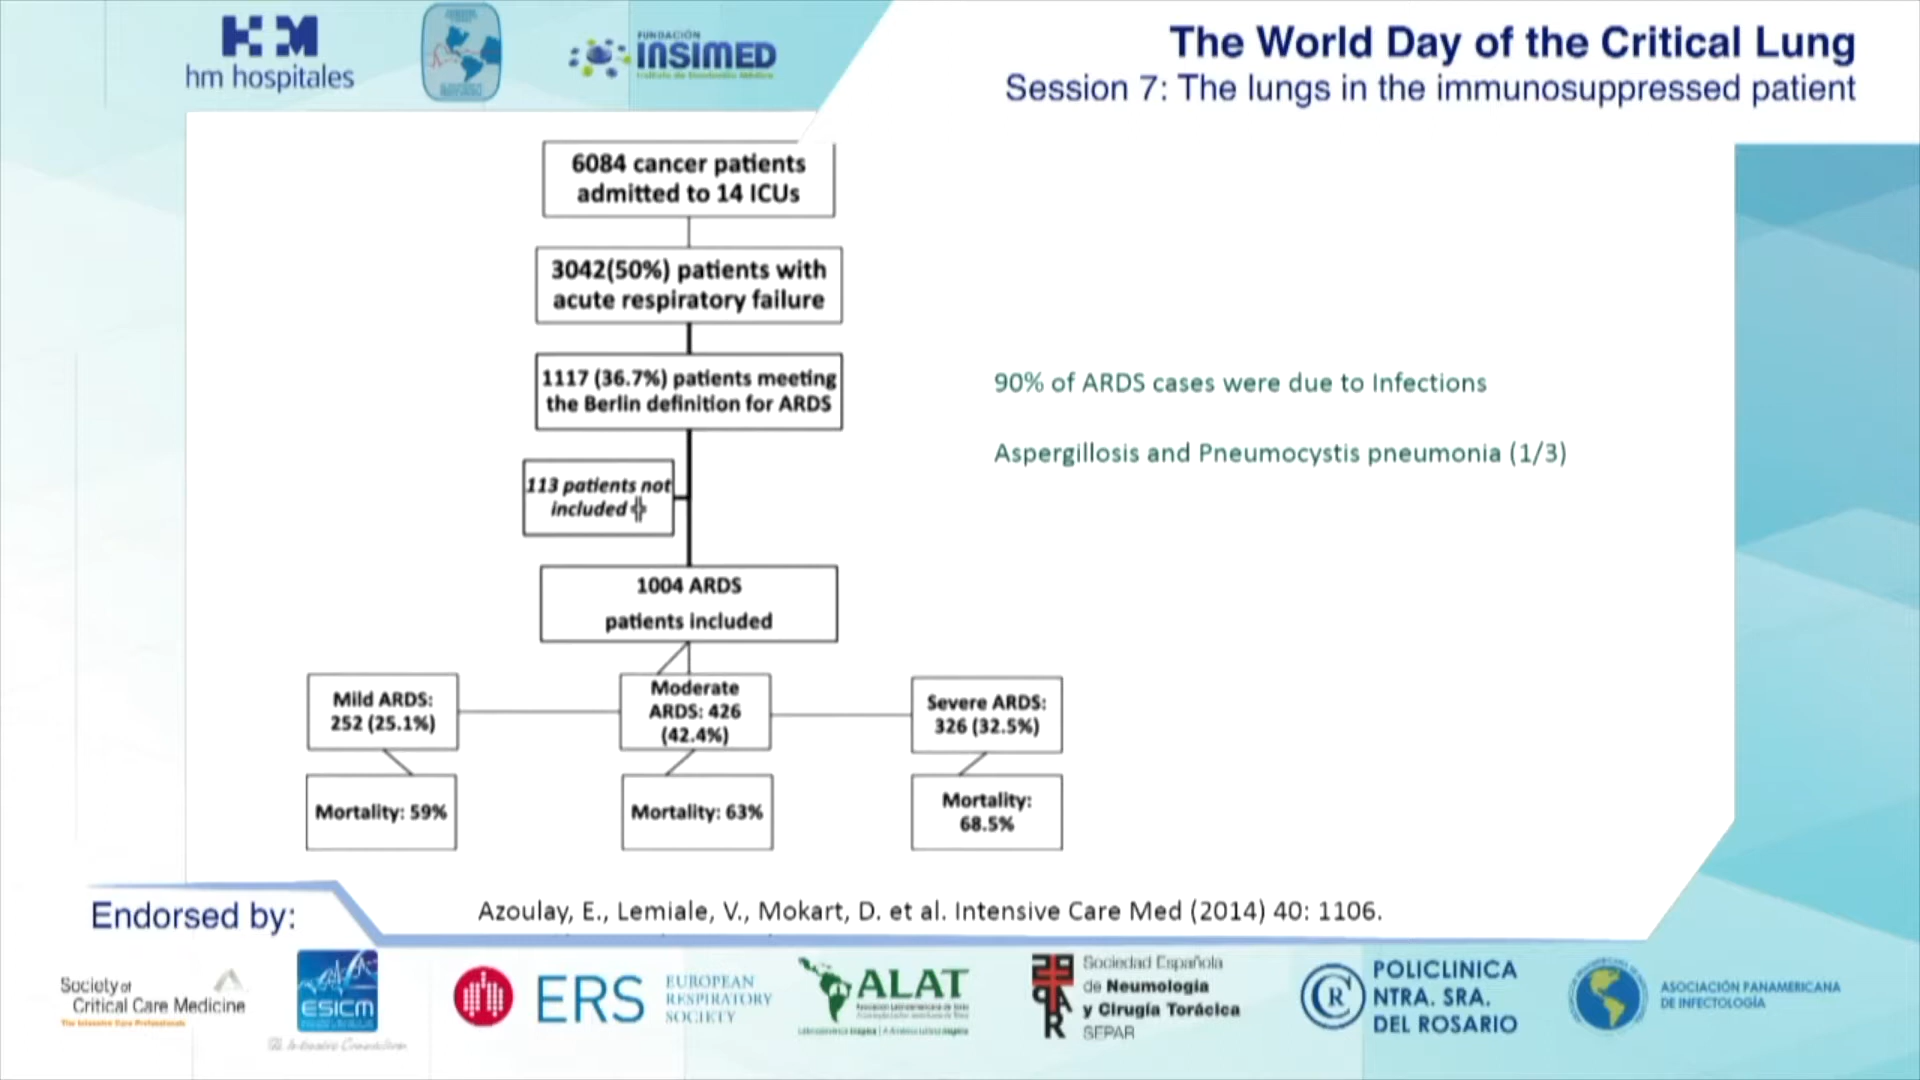 hm hospitales
FUNDACIÓN
INSIMED
The World Day of the Critical Lung
Session 7: The lungs in the immunosuppressed patient
6084 cancer patients
admitted to 14 ICUs
3042(50%) patients with
acute respiratory failure
1117 (36.7%) patients meeting
the Berlin definition for ARDS
113 patients not
included
1004 ARDS
patients included
Mild ARDS:
252 (25.1%)
Moderate
ARDS: 426
(42.4%)
Severe ARDS:
326 (32.5%)
Mortality: 59%
Mortality: 63%
Mortality:
68.5%
90% of ARDS cases were due to Infections
Aspergillosis and Pneumocystis pneumonia (1/3)
Azoulay, E., Lemiale, V., Mokart, D. et al. Intensive Care Med (2014) 40: 1106.
Endorsed by:
Society of
Critical Care Medicine
The Intensive Care Professionals
ESICM
ERS
EUROPEAN
RESPIRATORY
SOCIETY
ALAT
Sociedad Española
de Neumología
y Cirugía Torácica
SEPAR
POLICLINICA
NTRA. SRA.
DEL ROSARIO
ASOCIACIÓN PANAMERICANA
DE INFECTOLOGÍA